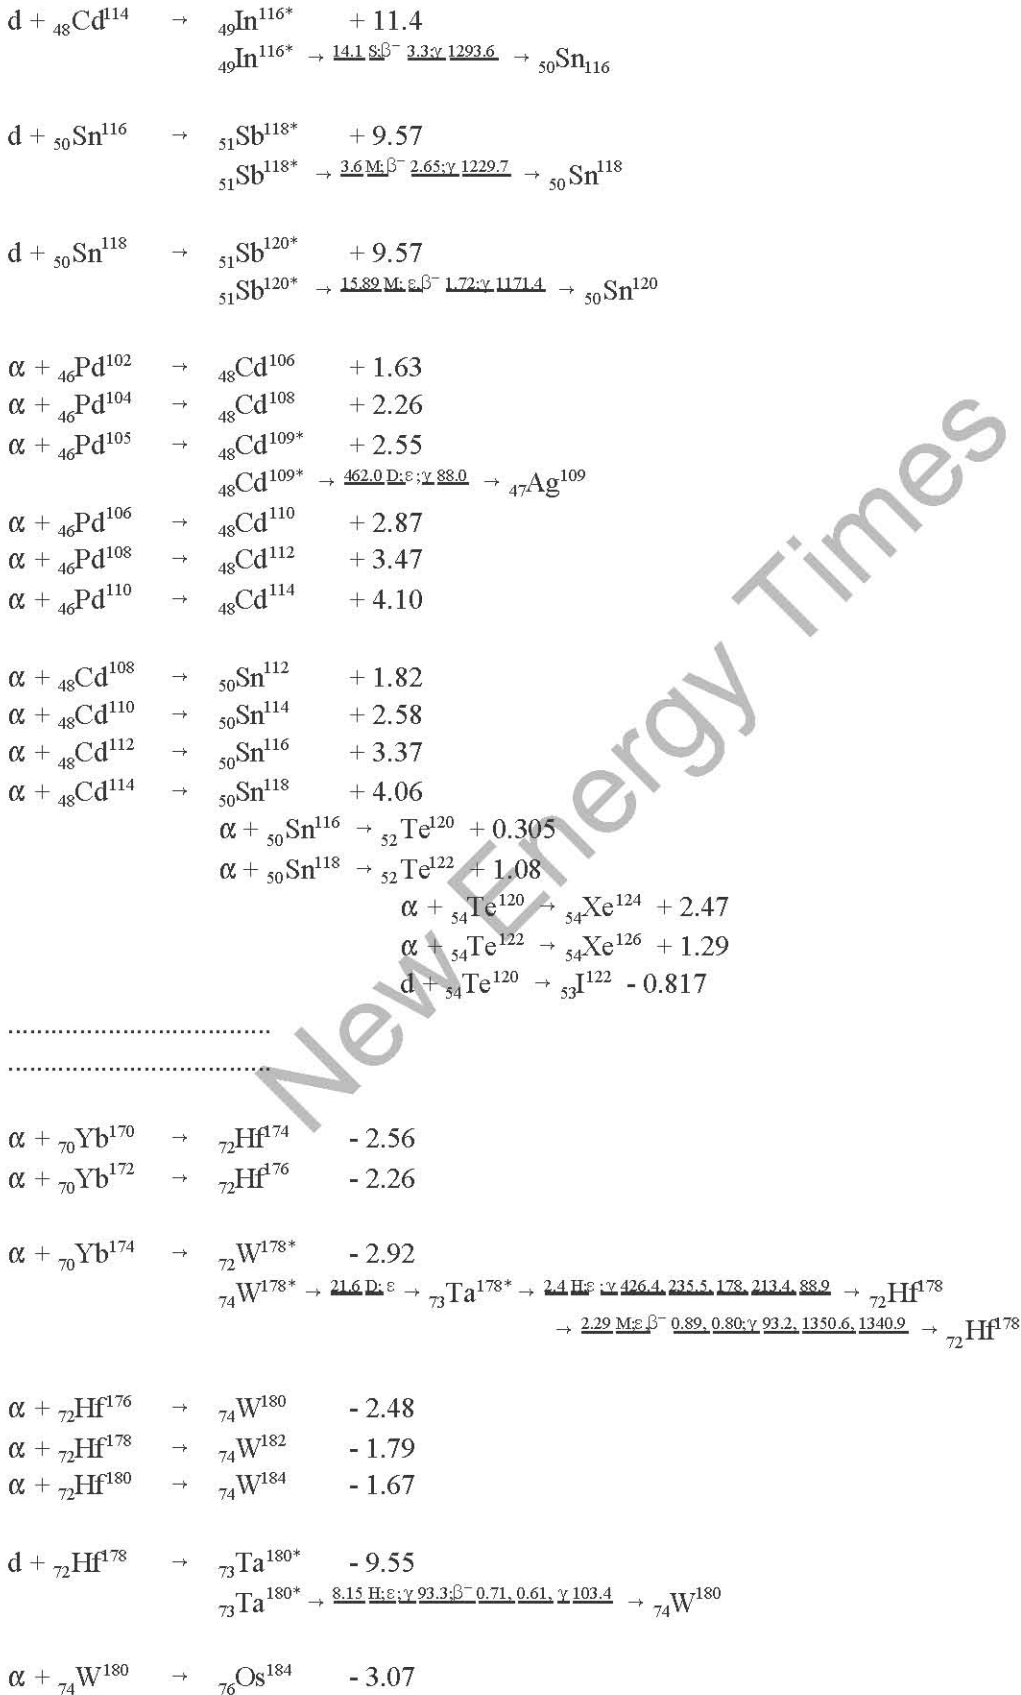 d + ₄₈Cd¹¹⁴ → ₄₉In¹¹⁶* + 11.4
₄₉In¹¹⁶* → 14.1 S;β⁻ 3.3;γ 1293.6 → ₅₀Sn₁₁₆
d + ₅₀Sn¹¹⁶ → ₅₁Sb¹¹⁸* + 9.57
₅₁Sb¹¹⁸* → 3.6 M; β⁻ 2.65;γ 1229.7 → ₅₀Sn¹¹⁸
d + ₅₀Sn¹¹⁸ → ₅₁Sb¹²⁰* + 9.57
₅₁Sb¹²⁰* → 15.89 M; ε,β⁻ 1.72;γ 1171.4 → ₅₀Sn¹²⁰
α + ₄₆Pd¹⁰² → ₄₈Cd¹⁰⁶ + 1.63
α + ₄₆Pd¹⁰⁴ → ₄₈Cd¹⁰⁸ + 2.26
α + ₄₆Pd¹⁰⁵ → ₄₈Cd¹⁰⁹* + 2.55
₄₈Cd¹⁰⁹* → 462.0 D;ε;γ 88.0 → ₄₇Ag¹⁰⁹
α + ₄₆Pd¹⁰⁶ → ₄₈Cd¹¹⁰ + 2.87
α + ₄₆Pd¹⁰⁸ → ₄₈Cd¹¹² + 3.47
α + ₄₆Pd¹¹⁰ → ₄₈Cd¹¹⁴ + 4.10
α + ₄₈Cd¹⁰⁸ → ₅₀Sn¹¹² + 1.82
α + ₄₈Cd¹¹⁰ → ₅₀Sn¹¹⁴ + 2.58
α + ₄₈Cd¹¹² → ₅₀Sn¹¹⁶ + 3.37
α + ₄₈Cd¹¹⁴ → ₅₀Sn¹¹⁸ + 4.06
α + ₅₀Sn¹¹⁶ → ₅₂Te¹²⁰ + 0.305
α + ₅₀Sn¹¹⁸ → ₅₂Te¹²² + 1.08
α + ₅₄Te¹²⁰ → ₅₄Xe¹²⁴ + 2.47
α + ₅₄Te¹²² → ₅₄Xe¹²⁶ + 1.29
d + ₅₄Te¹²⁰ → ₅₃I¹²² - 0.817
.....................................
.....................................
α + ₇₀Yb¹⁷⁰ → ₇₂Hf¹⁷⁴ - 2.56
α + ₇₀Yb¹⁷² → ₇₂Hf¹⁷⁶ - 2.26
α + ₇₀Yb¹⁷⁴ → ₇₂W¹⁷⁸* - 2.92
₇₄W¹⁷⁸* → 21.6 D; ε → ₇₃Ta¹⁷⁸* → 2.4 H;ε ;γ 426.4, 235.5, 178, 213.4, 88.9 → ₇₂Hf¹⁷⁸
→ 2.29 M;ε,β⁻ 0.89, 0.80;γ 93.2, 1350.6, 1340.9 → ₇₂Hf¹⁷⁸
α + ₇₂Hf¹⁷⁶ → ₇₄W¹⁸⁰ - 2.48
α + ₇₂Hf¹⁷⁸ → ₇₄W¹⁸² - 1.79
α + ₇₂Hf¹⁸⁰ → ₇₄W¹⁸⁴ - 1.67
d + ₇₂Hf¹⁷⁸ → ₇₃Ta¹⁸⁰* - 9.55
₇₃Ta¹⁸⁰* → 8.15 H;ε;γ 93.3;β⁻ 0.71, 0.61, γ 103.4 → ₇₄W¹⁸⁰
α + ₇₄W¹⁸⁰ → ₇₆Os¹⁸⁴ - 3.07
New Energy Times